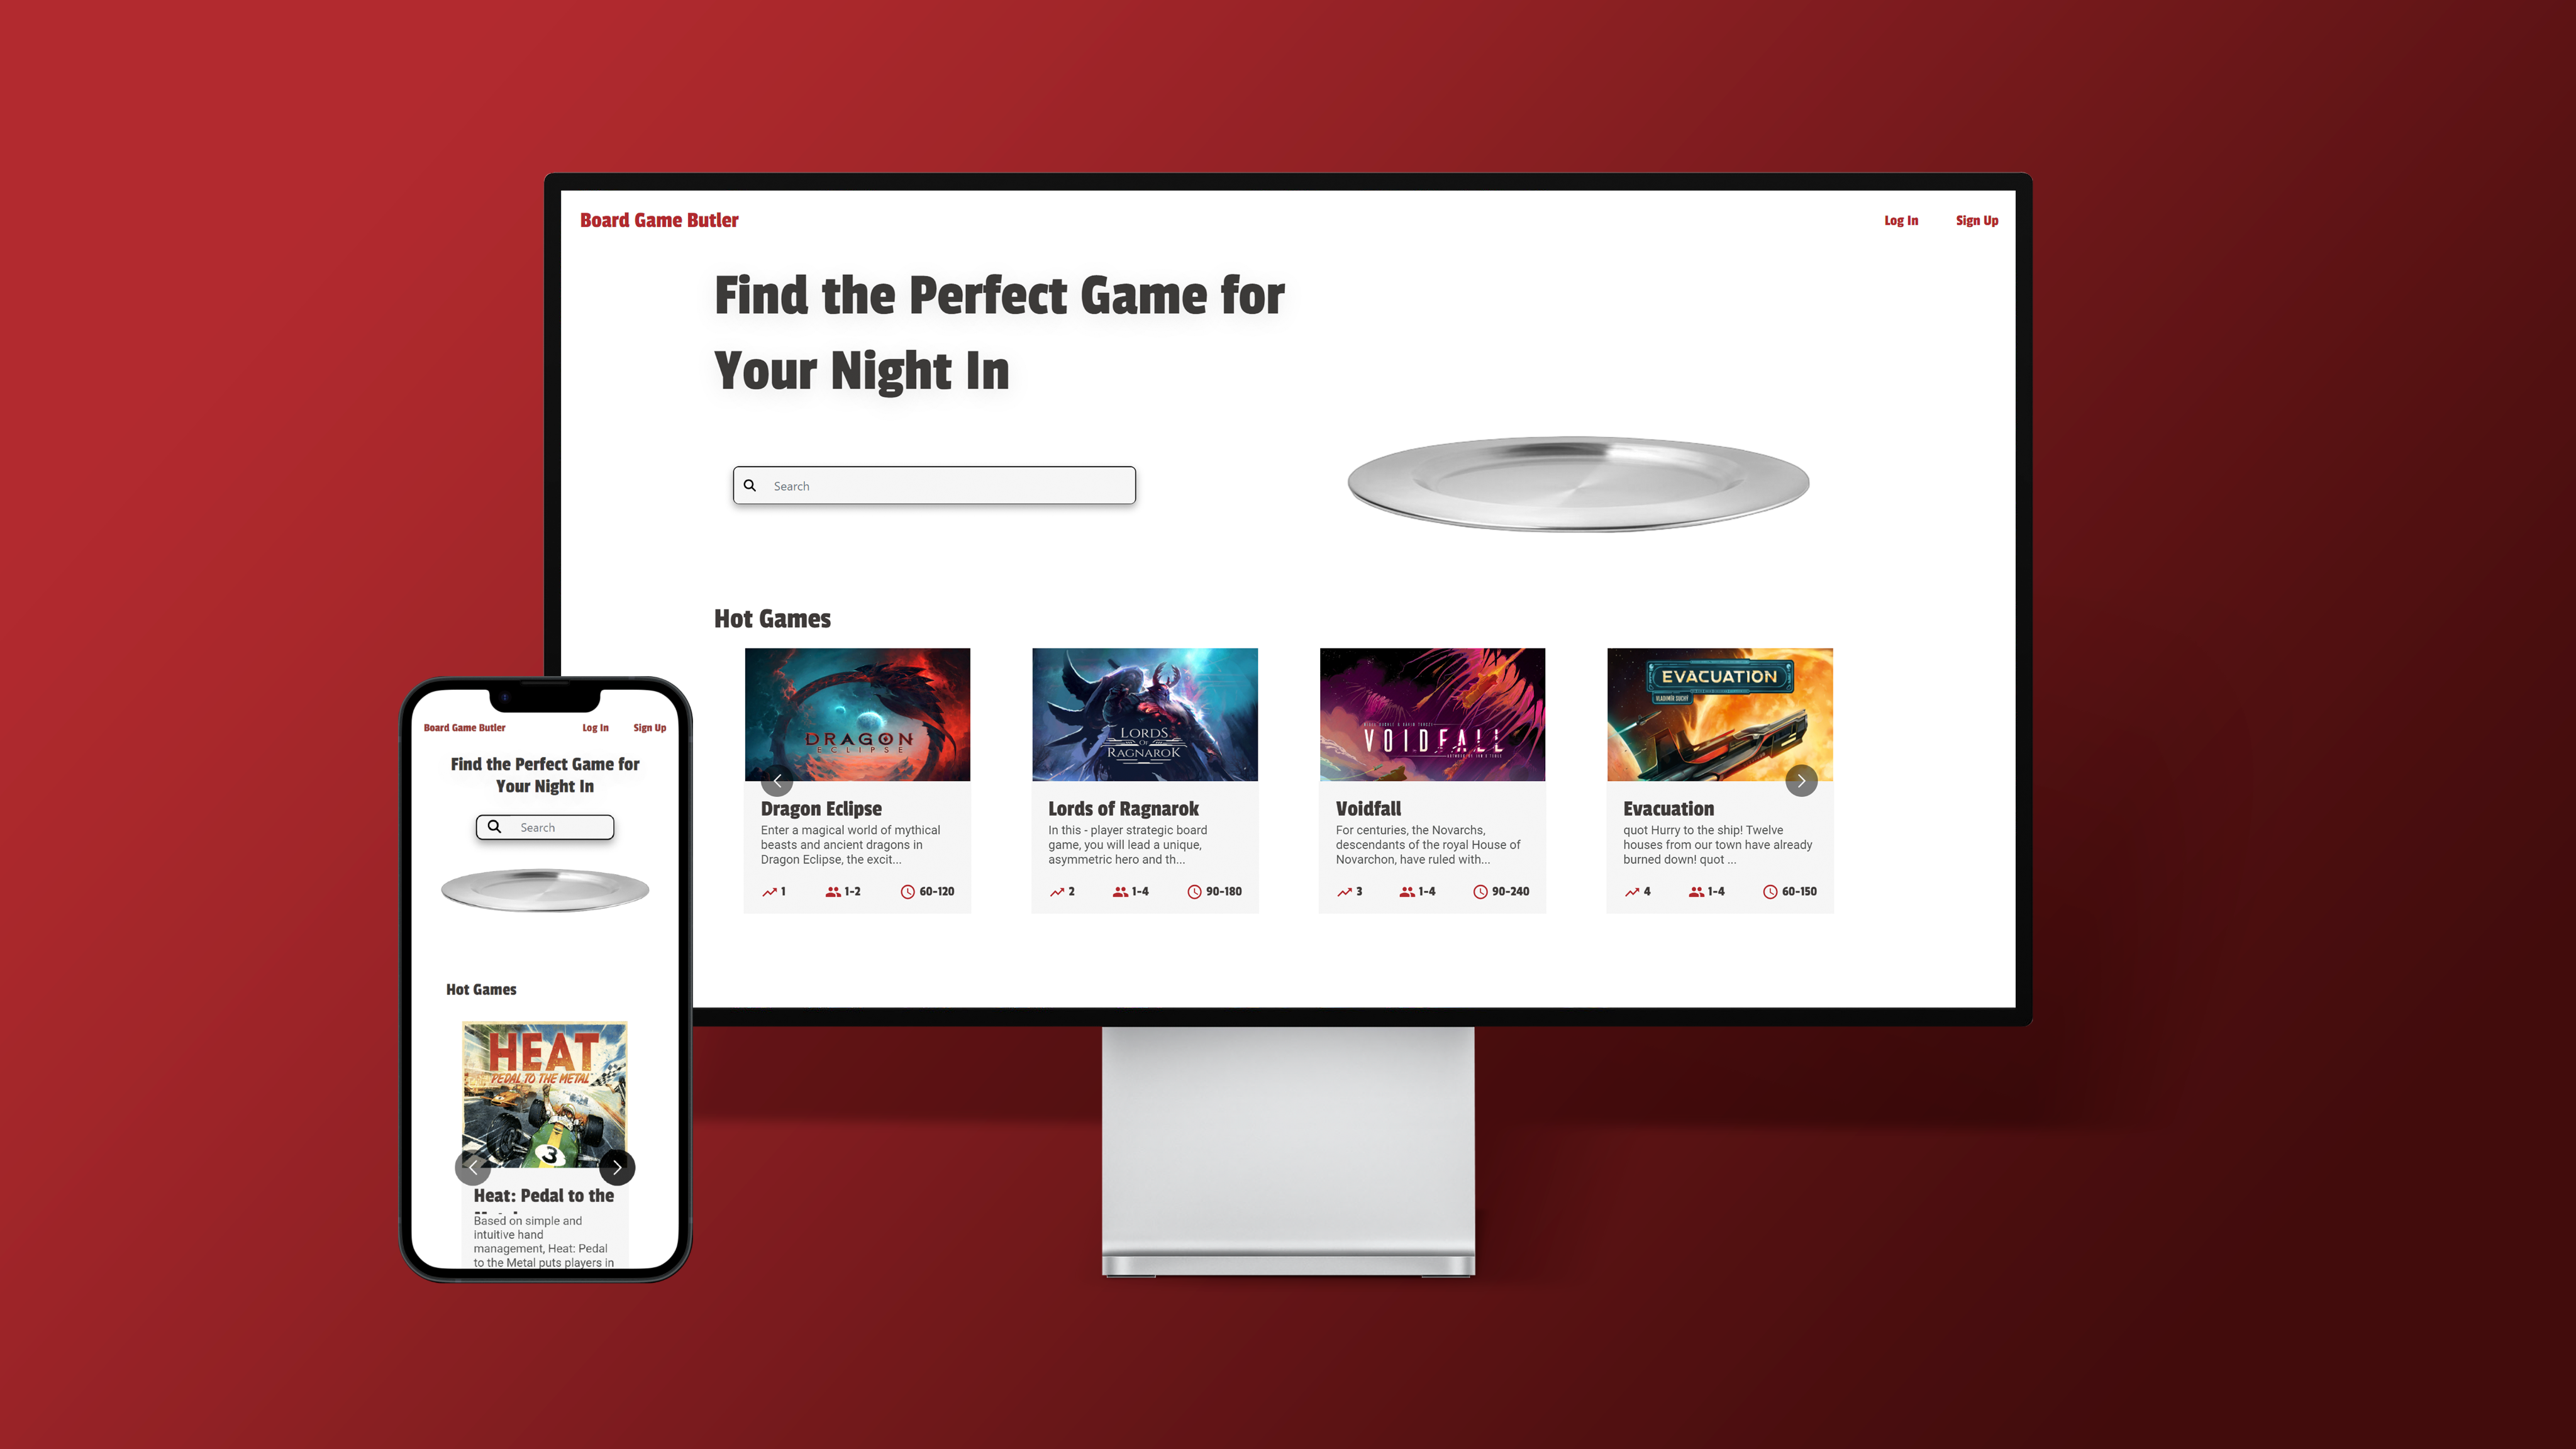 Board Game Butler
Log In
Sign Up
Find the Perfect Game for
Your Night In
Search
Hot Games
DRAGON
ECLIPSE
LORDS
OF
RAGNAROK
VOIDFALL
EVACUATION
VLADIMÍR SUCHÝ
Dragon Eclipse
Enter a magical world of mythical
beasts and ancient dragons in
Dragon Eclipse, the excit...
1 1-2 60-120
Lords of Ragnarok
In this - player strategic board
game, you will lead a unique,
asymmetric hero and th...
2 1-4 90-180
Voidfall
For centuries, the Novarchs,
descendants of the royal House of
Novarchon, have ruled with...
3 1-4 90-240
Evacuation
quot Hurry to the ship! Twelve
houses from our town have already
burned down! quot ...
4 1-4 60-150
Board Game Butler
Log In
Sign Up
Find the Perfect Game for
Your Night In
Search
Hot Games
HEAT
PEDAL TO THE METAL
3
Heat: Pedal to the
Based on simple and
intuitive hand
management, Heat: Pedal
to the Metal puts players in